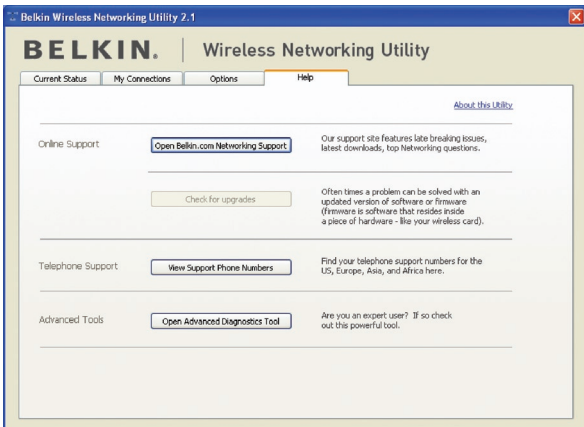 Belkin Wireless Networking Utility 2.1
BELKIN. | Wireless Networking Utility
Current Status My Connections Options Help
About this Utility
Online Support
Open Belkin.com Networking Support
Our support site features late breaking issues,
latest downloads, top Networking questions.
Check for upgrades
Often times a problem can be solved with an
updated version of software or firmware
(firmware is software that resides inside
a piece of hardware - like your wireless card).
Telephone Support
View Support Phone Numbers
Find your telephone support numbers for the
US, Europe, Asia, and Africa here.
Advanced Tools
Open Advanced Diagnostics Tool
Are you an expert user? If so check
out this powerful tool.